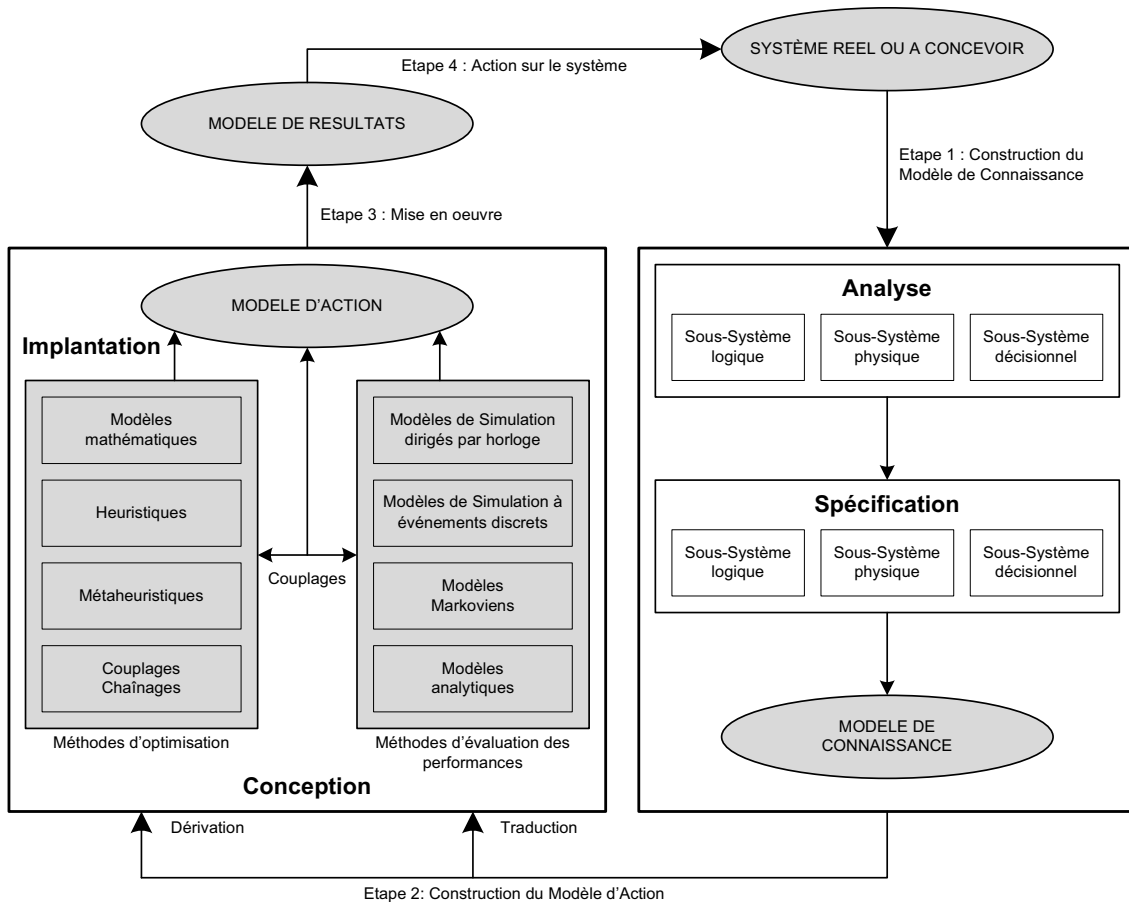 SYSTÈME REEL OU A CONCEVOIR
Etape 4 : Action sur le système
MODELE DE RESULTATS
Etape 1 : Construction du
Modèle de Connaissance
Etape 3 : Mise en oeuvre
MODELE D'ACTION
Implantation
Modèles
mathématiques
Heuristiques
Métaheuristiques
Couplages
Chaînages
Méthodes d'optimisation
Couplages
Modèles de Simulation
dirigés par horloge
Modèles de Simulation à
événements discrets
Modèles
Markoviens
Modèles
analytiques
Méthodes d'évaluation des
performances
Conception
Analyse
Sous-Système
logique
Sous-Système
physique
Sous-Système
décisionnel
Spécification
Sous-Système
logique
Sous-Système
physique
Sous-Système
décisionnel
MODELE DE
CONNAISSANCE
Dérivation
Traduction
Etape 2: Construction du Modèle d'Action